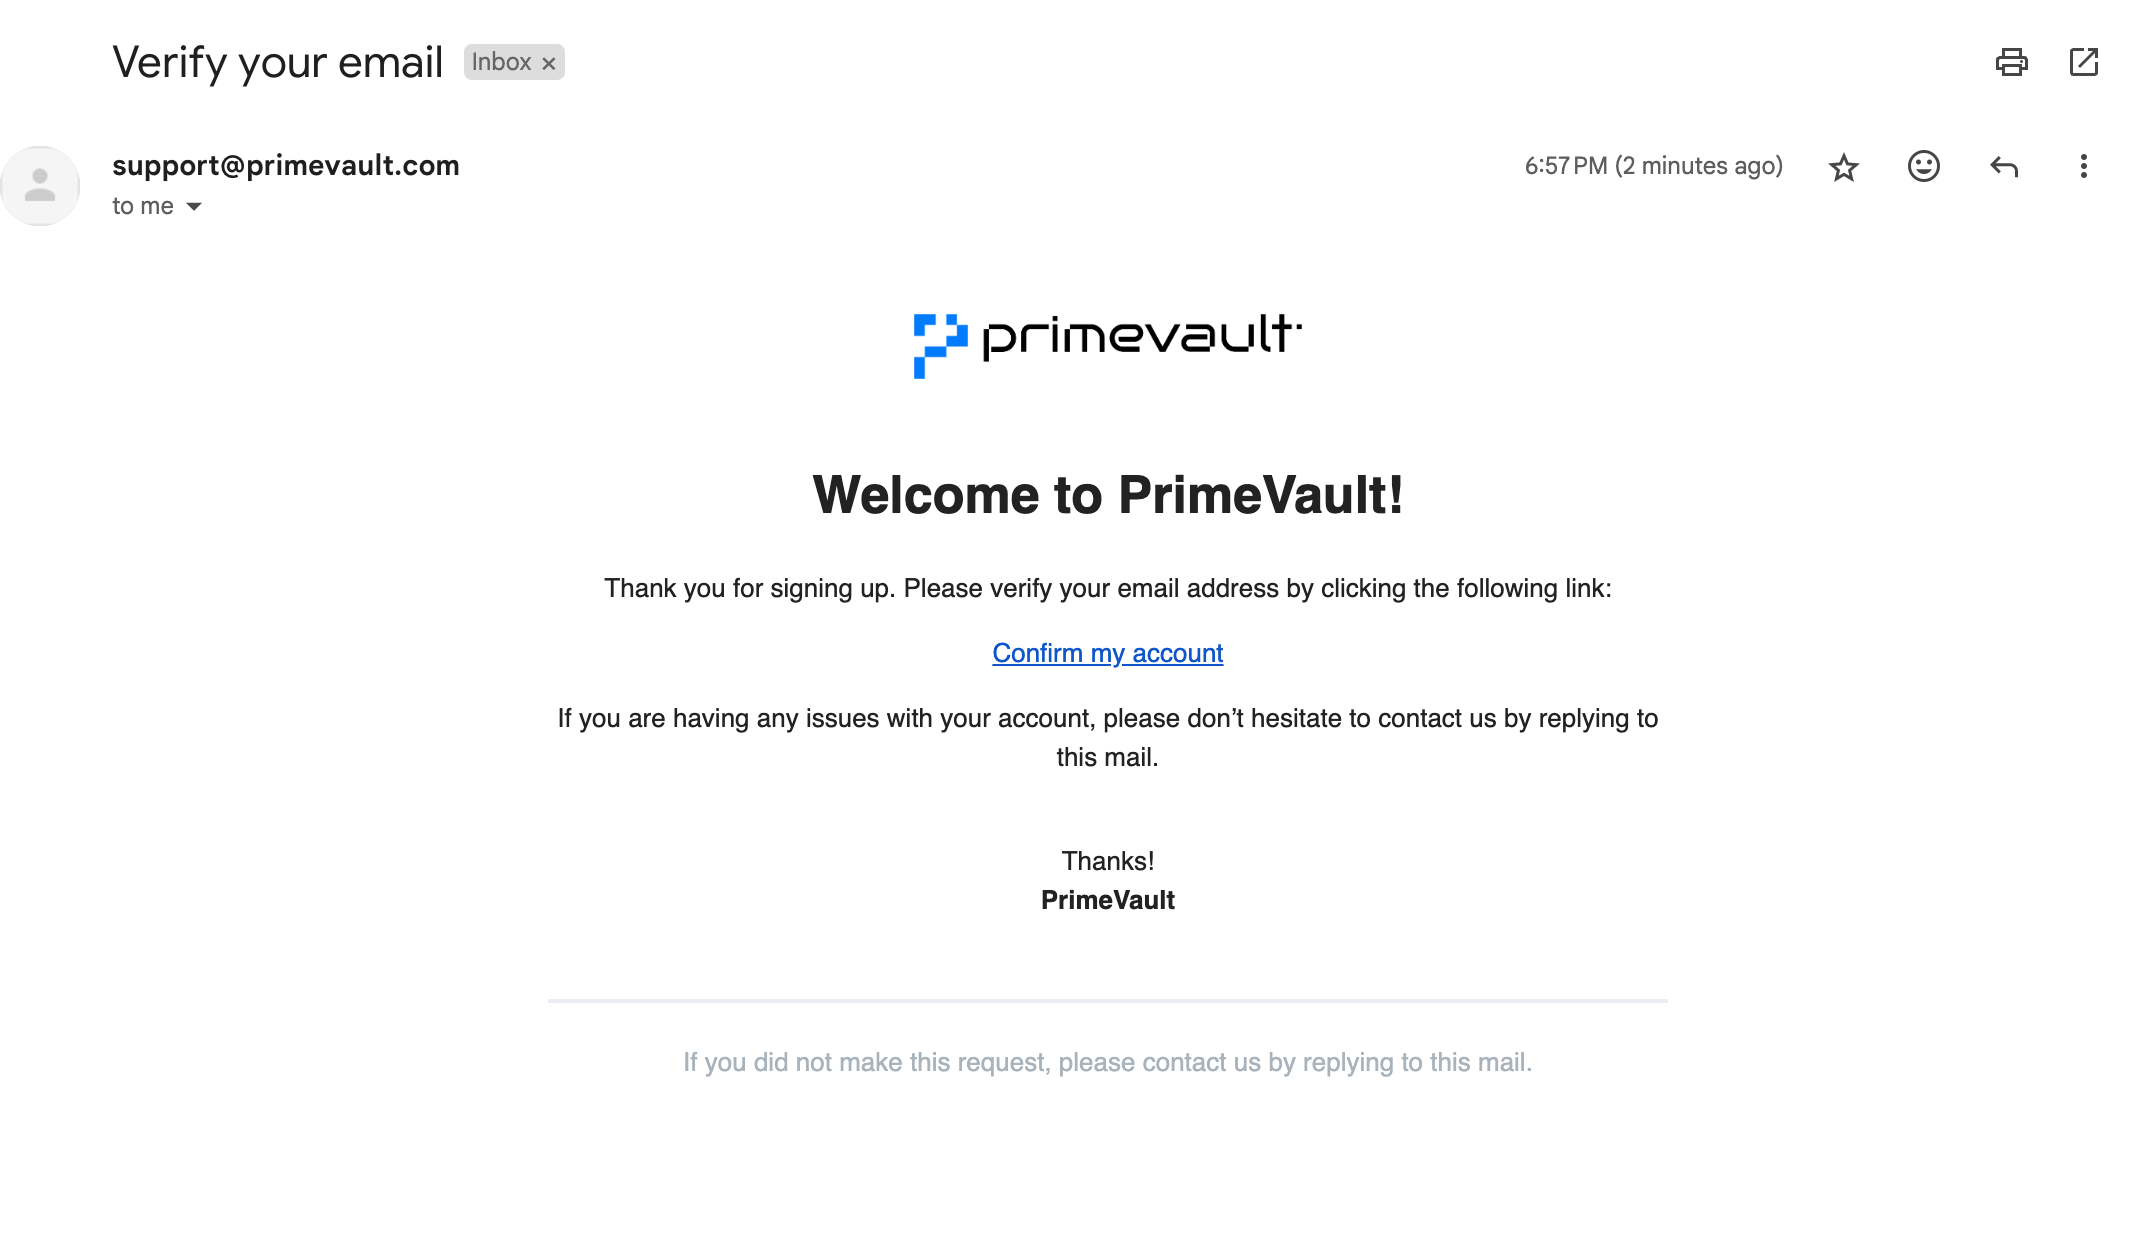 Verify your email Inbox ×
support@primevault.com 6:57 PM (2 minutes ago)
to me
primevault
Welcome to PrimeVault!
Thank you for signing up. Please verify your email address by clicking the following link:
Confirm my account
If you are having any issues with your account, please don’t hesitate to contact us by replying to
this mail.
Thanks!
PrimeVault
If you did not make this request, please contact us by replying to this mail.